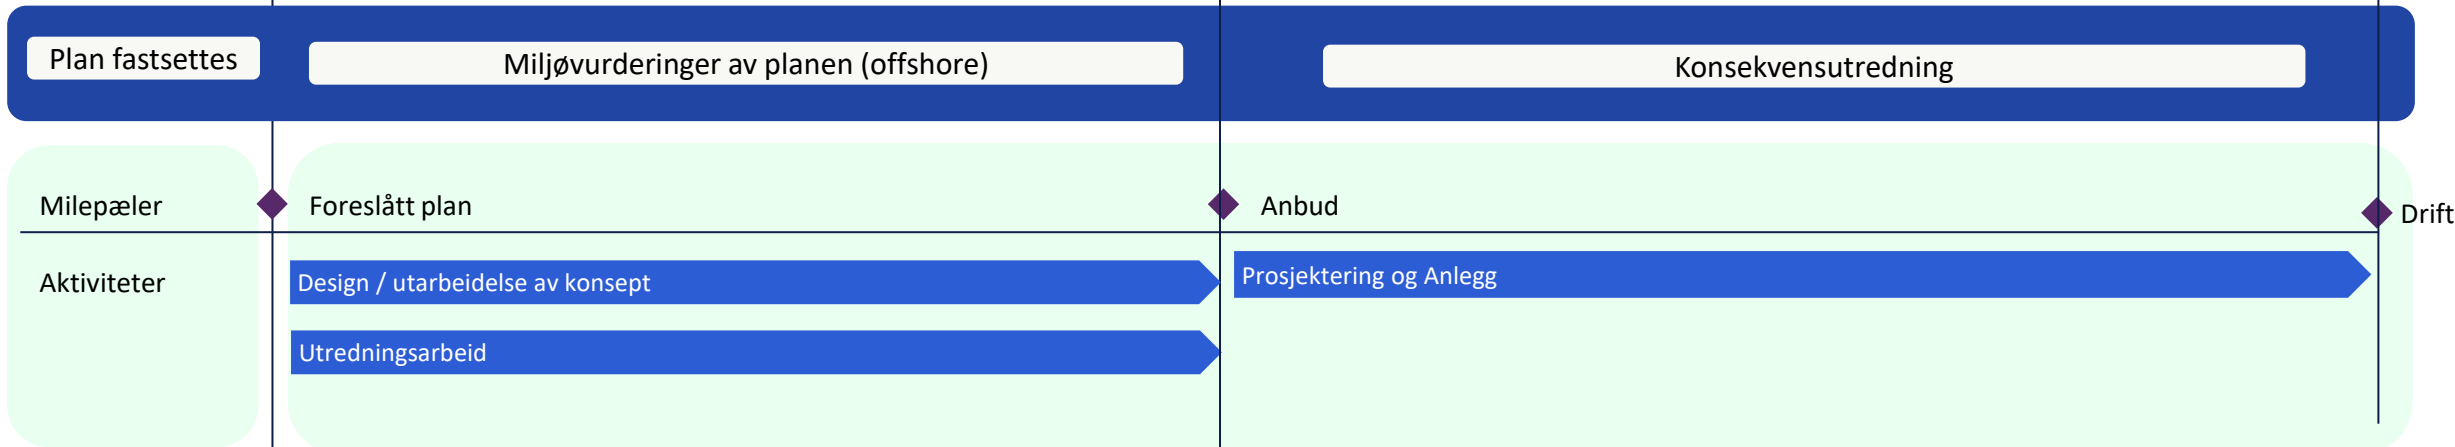 Plan fastsettes
Miljøvurderinger av planen (offshore)
Konsekvensutredning
Milepæler
Foreslått plan
Anbud
Drift
Aktiviteter
Design / utarbeidelse av konsept
Prosjektering og Anlegg
Utredningsarbeid